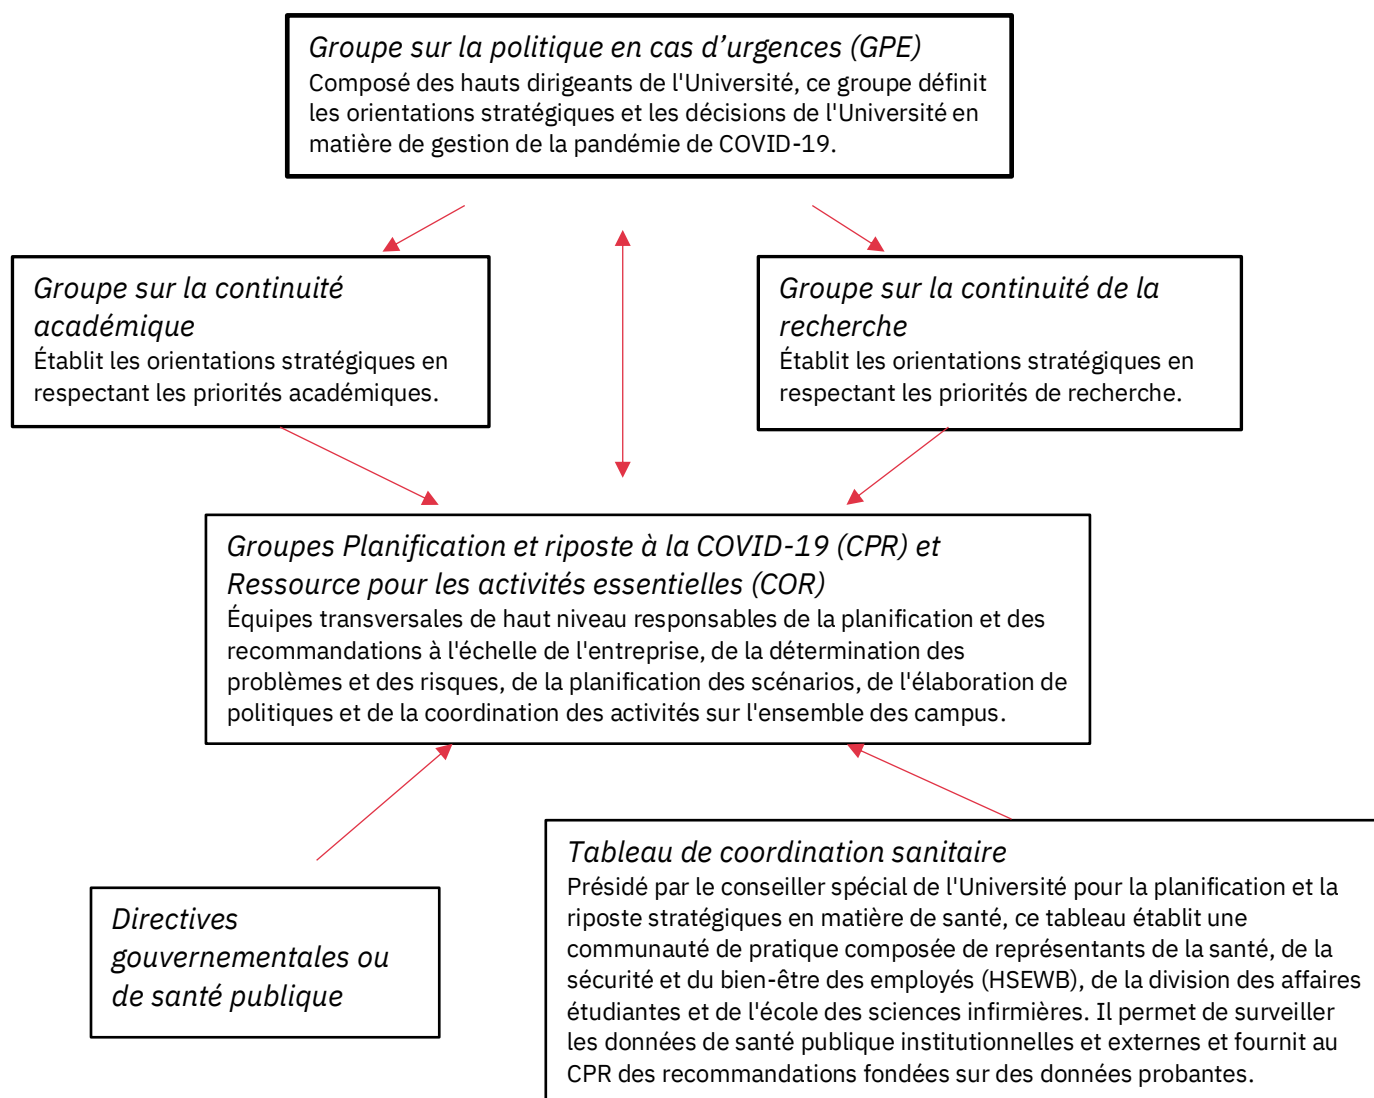 Groupe sur la politique en cas d’urgences (GPE)
Composé des hauts dirigeants de l'Université, ce groupe définit
les orientations stratégiques et les décisions de l'Université en
matière de gestion de la pandémie de COVID-19.
Groupe sur la continuité
académique
Établit les orientations stratégiques en
respectant les priorités académiques.
Groupe sur la continuité de la
recherche
Établit les orientations stratégiques en
respectant les priorités de recherche.
Groupes Planification et riposte à la COVID-19 (CPR) et
Ressource pour les activités essentielles (COR)
Équipes transversales de haut niveau responsables de la planification et des
recommandations à l'échelle de l'entreprise, de la détermination des
problèmes et des risques, de la planification des scénarios, de l'élaboration de
politiques et de la coordination des activités sur l'ensemble des campus.
Directives
gouvernementales ou
de santé publique
Tableau de coordination sanitaire
Présidé par le conseiller spécial de l'Université pour la planification et la
riposte stratégiques en matière de santé, ce tableau établit une
communauté de pratique composée de représentants de la santé, de la
sécurité et du bien-être des employés (HSEWB), de la division des affaires
étudiantes et de l'école des sciences infirmières. Il permet de surveiller
les données de santé publique institutionnelles et externes et fournit au
CPR des recommandations fondées sur des données probantes.